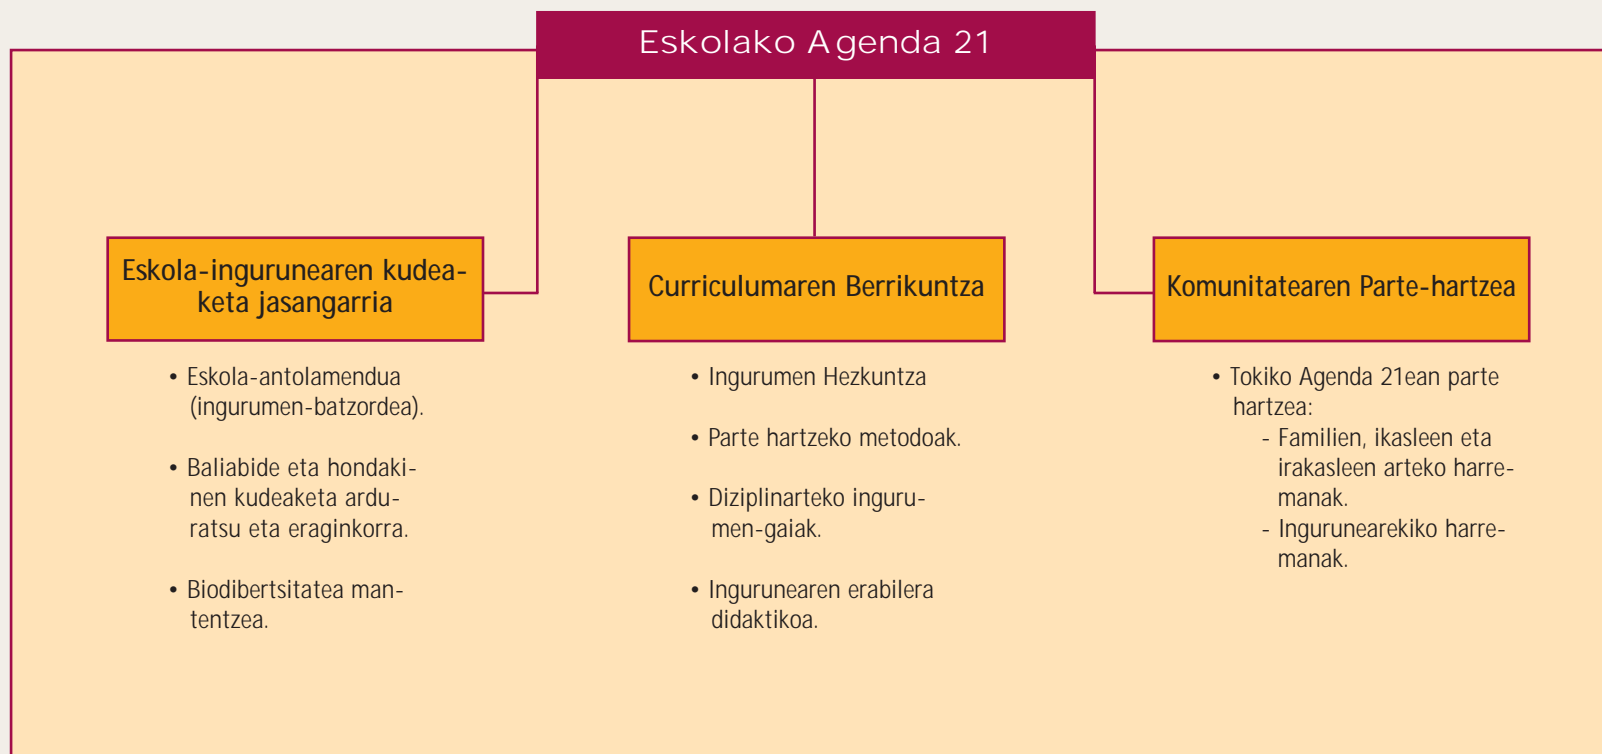 Eskolako Agenda 21
Eskola-ingurunearen kudea-
keta jasangarria
• Eskola-antolamendua
(ingurumen-batzordea).
• Baliabide eta hondaki-
nen kudeaketa ardu-
ratsu eta eraginkorra.
• Biodibertsitatea man-
tentzea.
Curriculumaren Berrikuntza
• Ingurumen Hezkuntza
• Parte hartzeko metodoak.
• Diziplinarteko inguru-
men-gaiak.
• Ingurunearen erabilera
didaktikoa.
Komunitatearen Parte-hartzea
• Tokiko Agenda 21ean parte
hartzea:
- Familien, ikasleen eta
irakasleen arteko harre-
manak.
- Ingurunearekiko harre-
manak.